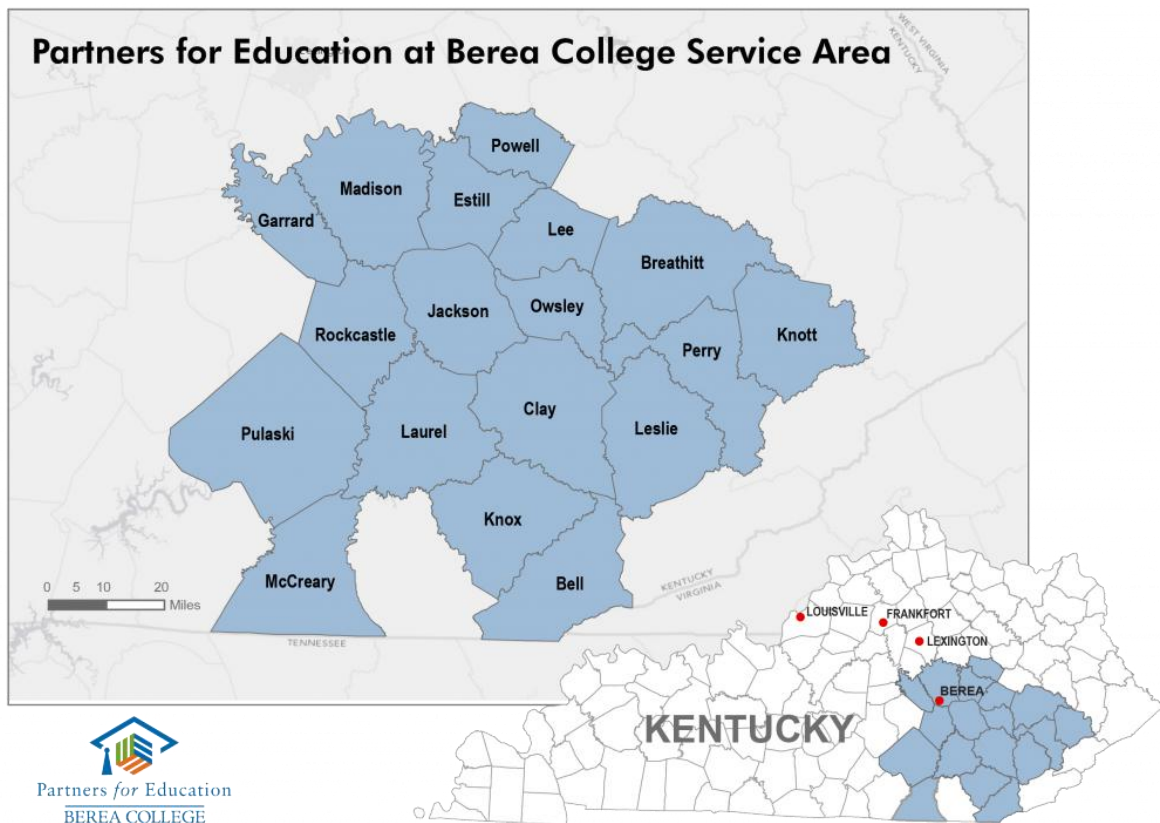 Partners for Education at Berea College Service Area
WEST VIRGINIA
KENTUCKY
Powell
Madison
Estill
Garrard
Lee
Breathitt
Jackson
Owsley
Rockcastle
Perry
Knott
Clay
Pulaski
Laurel
Leslie
Knox
McCreary
Bell
0 5 10 20
Miles
KENTUCKY
VIRGINIA
TENNESSEE
LOUISVILLE
FRANKFORT
LEXINGTON
BEREA
KENTUCKY
Partners for Education
BEREA COLLEGE